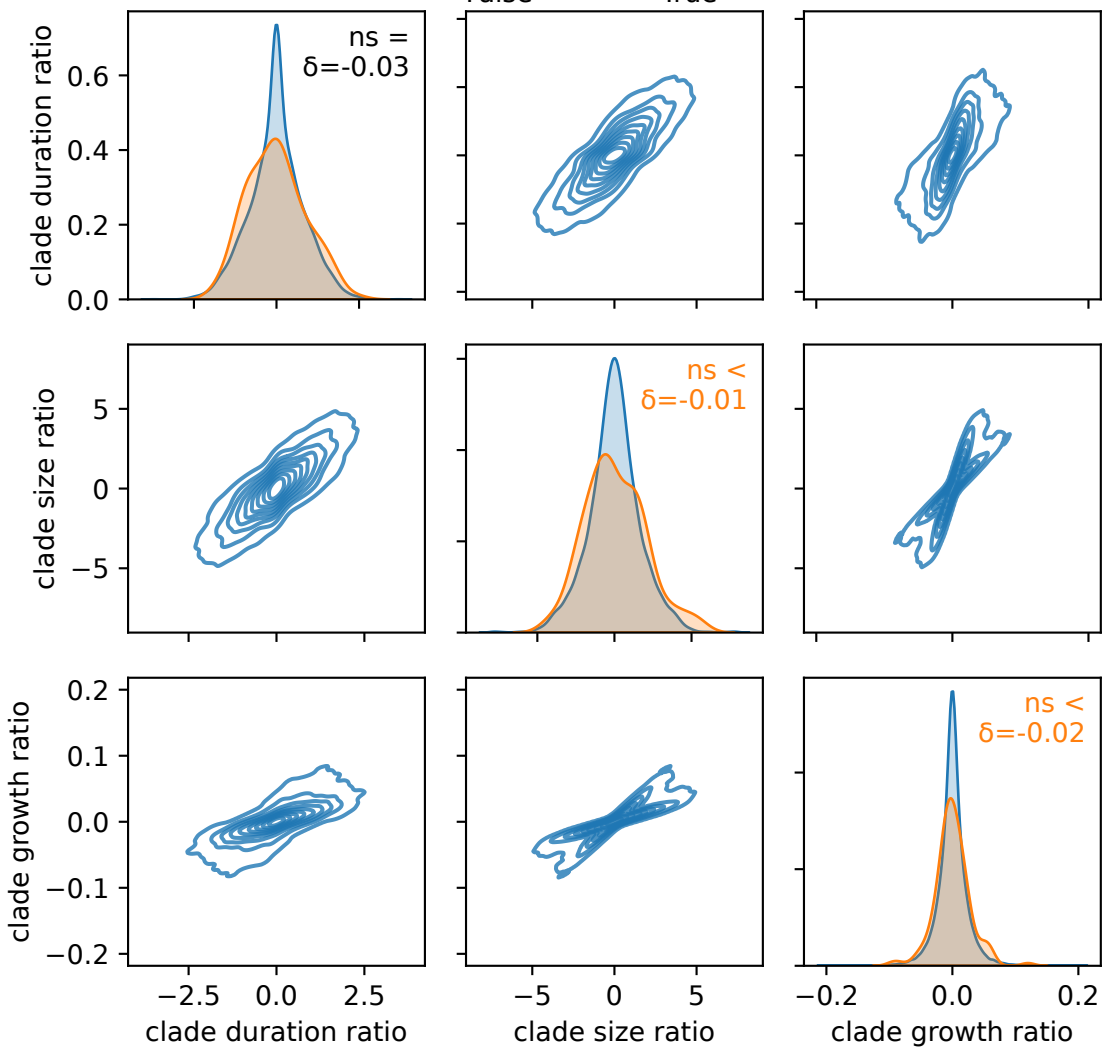 clade duration ratio
0.6
0.4
0.2
0.0
ns =
δ=-0.03
clade size ratio
5
0
−5
ns <
δ=-0.01
clade growth ratio
0.2
0.1
0.0
−0.1
−0.2
ns <
δ=-0.02
−2.5 0.0 2.5
−5 0 5
−0.2 0.0 0.2
clade duration ratio
clade size ratio
clade growth ratio